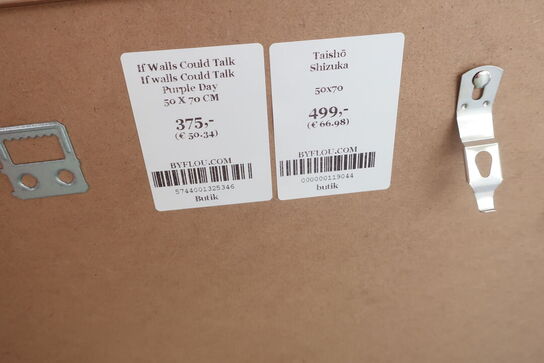 If Walls Could Talk
If walls Could Talk
Purple Day
50 X 70 CM
375,-
(€ 50.34)
BYFLOU.COM
5744001325346
Butik
Taishō
Shizuka
50x70
499,-
(€ 66.98)
BYFLOU.COM
000000119044
butik